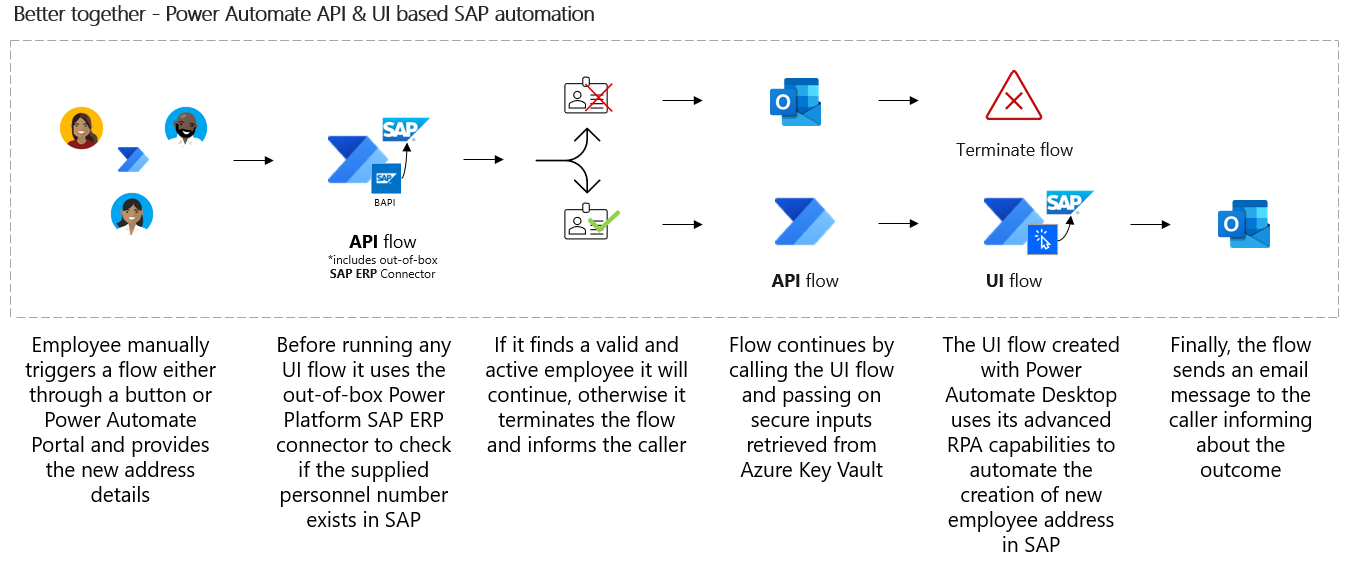 Better together - Power Automate API & UI based SAP automation
SAP
SAP
BAPI
API flow
*includes out-of-box
SAP ERP Connector
O
Terminate flow
API flow
SAP
UI flow
O
Employee manually
triggers a flow either
through a button or
Power Automate
Portal and provides
the new address
details
Before running any
UI flow it uses the
out-of-box Power
Platform SAP ERP
connector to check
if the supplied
personnel number
exists in SAP
If it finds a valid and
active employee it will
continue, otherwise it
terminates the flow
and informs the caller
Flow continues by
calling the UI flow
and passing on
secure inputs
retrieved from
Azure Key Vault
The UI flow created
with Power
Automate Desktop
uses its advanced
RPA capabilities to
automate the
creation of new
employee address
in SAP
Finally, the flow
sends an email
message to the
caller informing
about the
outcome